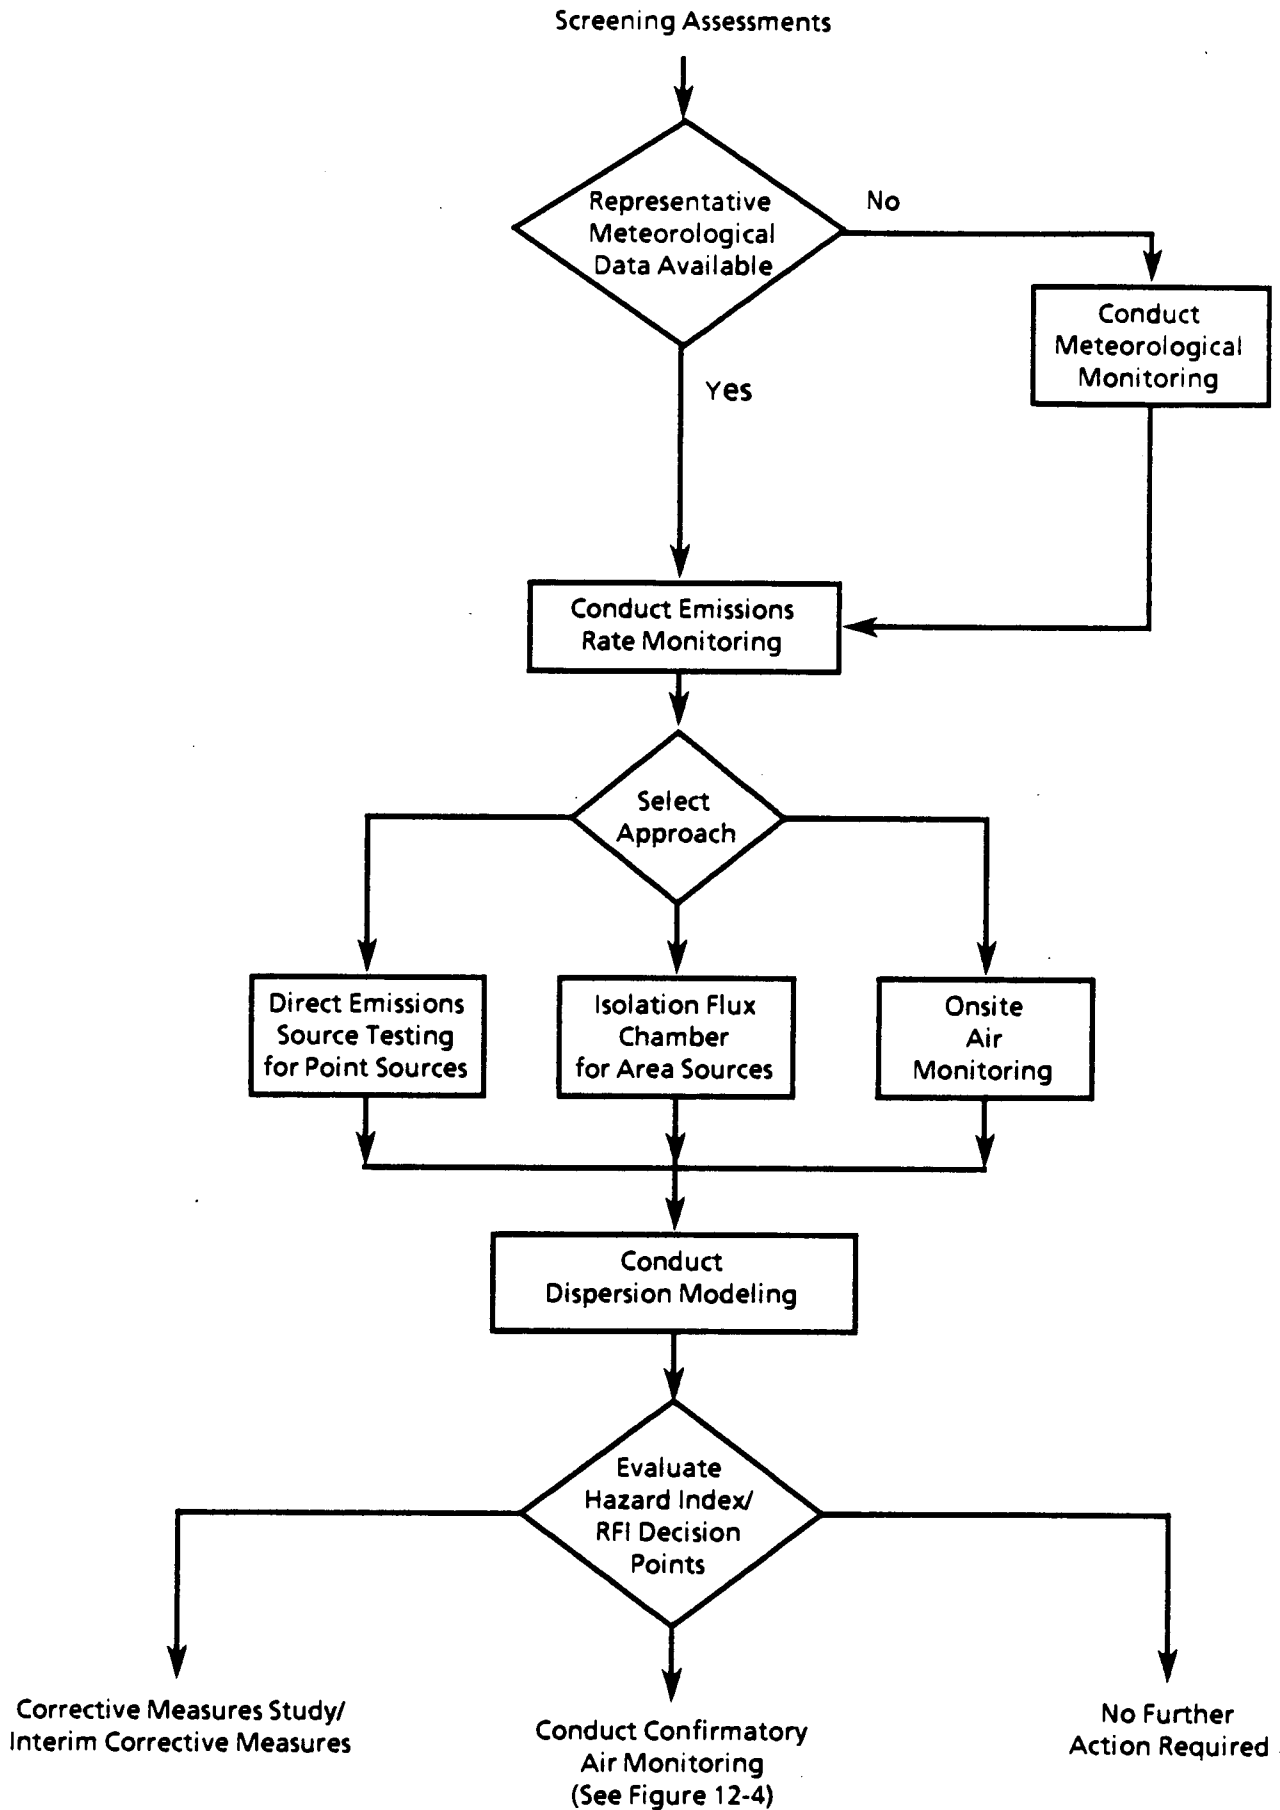 Screening Assessments
Representative
Meteorological
Data Available
No
Yes
Conduct
Meteorological
Monitoring
Conduct Emissions
Rate Monitoring
Select
Approach
Direct Emissions
Source Testing
for Point Sources
Isolation Flux
Chamber
for Area Sources
Onsite
Air
Monitoring
Conduct
Dispersion Modeling
Evaluate
Hazard Index/
RFI Decision
Points
Corrective Measures Study/
Interim Corrective Measures
Conduct Confirmatory
Air Monitoring
(See Figure 12-4)
No Further
Action Required